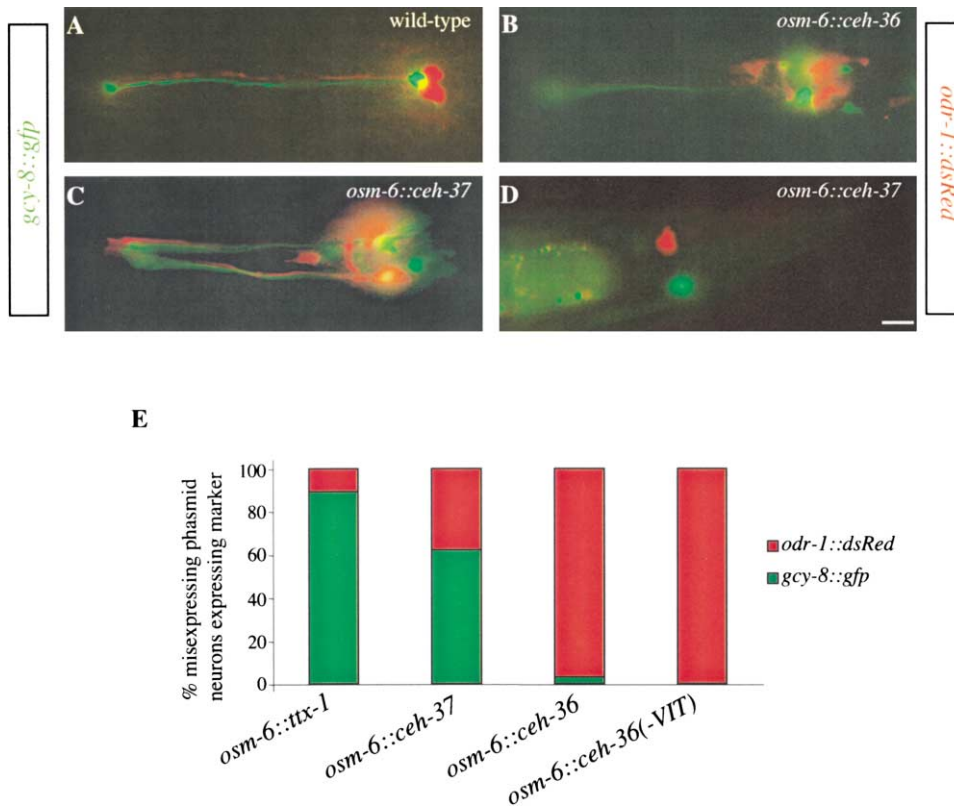 A
wild-type
B
osm-6::ceh-36
gcy-8::gfp
odr-1::dsRed
C
osm-6::ceh-37
D
osm-6::ceh-37
E
% misexpressing phasmid
neurons expressing marker
100
80
60
40
20
0
odr-1::dsRed
gcy-8::gfp
osm-6::ttx-1
osm-6::ceh-37
osm-6::ceh-36
osm-6::ceh-36(-VIT)